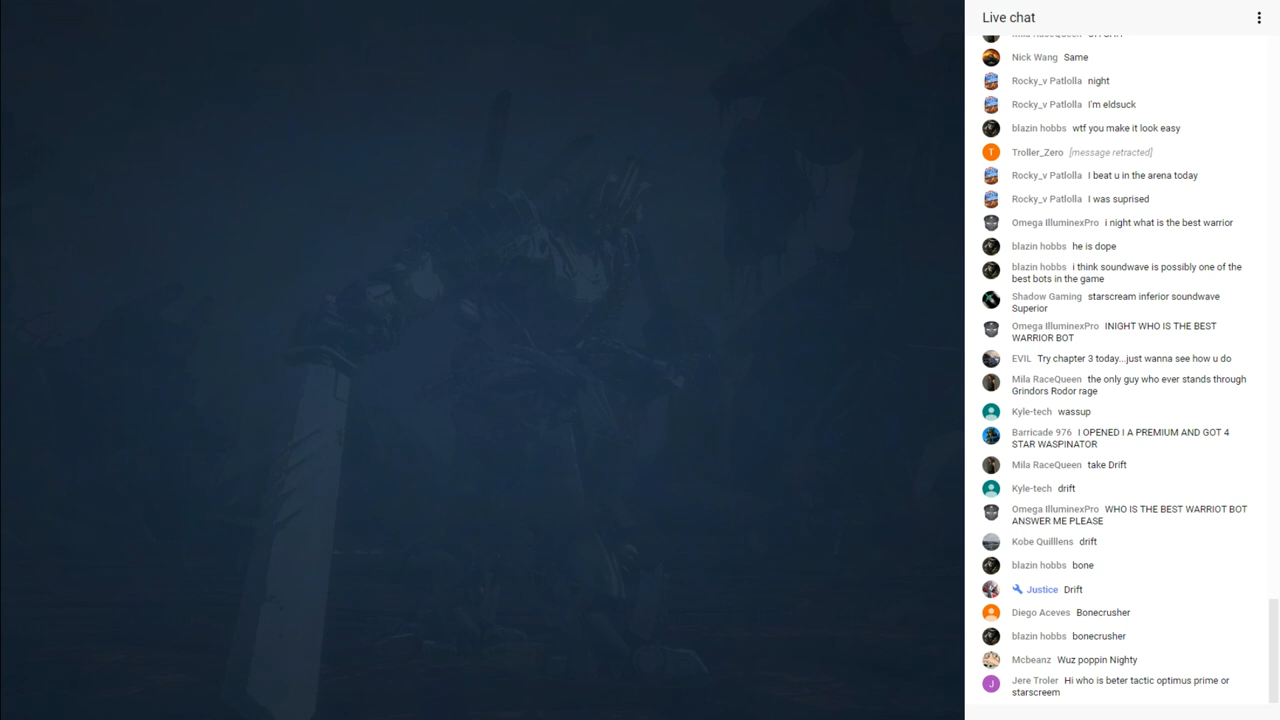 Live chat
Nick Wang Same
Rocky_v Patlolla night
Rocky_v Patlolla I'm eldsuck
blazin hobbs wtf you make it look easy
T Troller_Zero [message retracted]
Rocky_v Patlolla I beat u in the arena today
Rocky_v Patlolla I was suprised
Omega IlluminexPro i night what is the best warrior
blazin hobbs he is dope
blazin hobbs i think soundwave is possibly one of the
best bots in the game
Shadow Gaming starscream inferior soundwave
Superior
Omega IlluminexPro INIGHT WHO IS THE BEST
WARRIOR BOT
EVIL Try chapter 3 today...just wanna see how u do
Mila RaceQueen the only guy who ever stands through
Grindors Rodor rage
Kyle-tech wassup
Barricade 976 I OPENED I A PREMIUM AND GOT 4
STAR WASPINATOR
Mila RaceQueen take Drift
Kyle-tech drift
Omega IlluminexPro WHO IS THE BEST WARRIOT BOT
ANSWER ME PLEASE
Kobe Quilllens drift
blazin hobbs bone
Justice Drift
Diego Aceves Bonecrusher
blazin hobbs bonecrusher
Mcbeanz Wuz poppin Nighty
J Jere Troler Hi who is beter tactic optimus prime or
starscreem